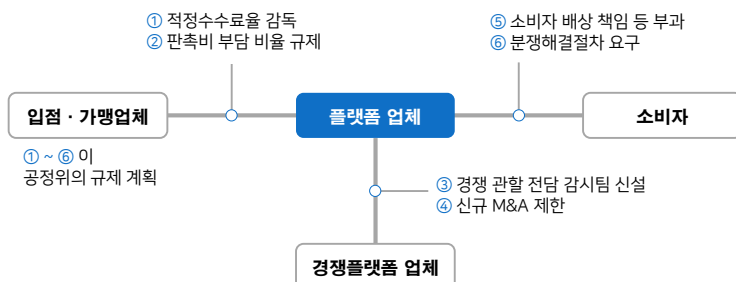 ① 적정수수료율 감독
② 판촉비 부담 비율 규제
⑤ 소비자 배상 책임 등 부과
⑥ 분쟁해결절차 요구
입점 · 가맹업체
플랫폼 업체
소비자
① ~ ⑥ 이
공정위의 규제 계획
③ 경쟁 관할 전담 감시팀 신설
④ 신규 M&A 제한
경쟁플랫폼 업체